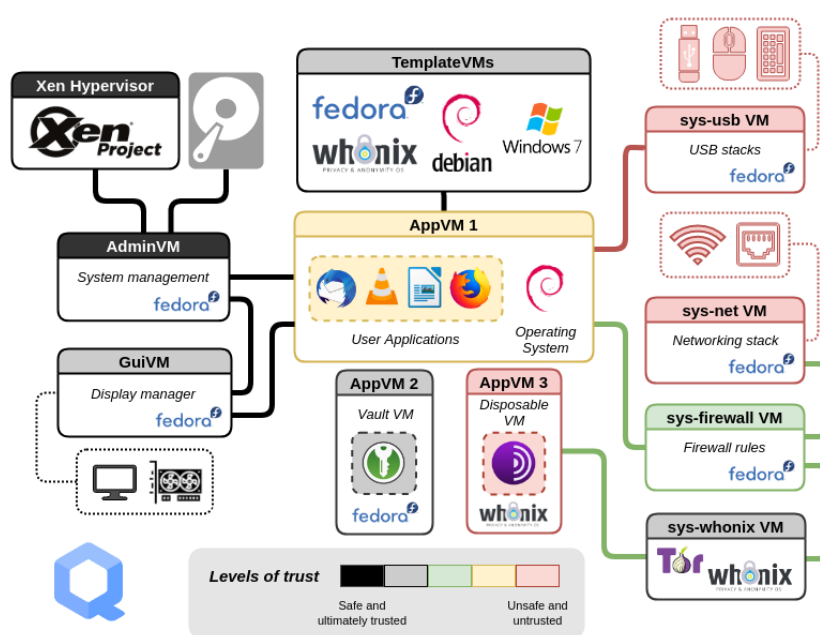 Xen Hypervisor
Xen
Project
TemplateVMs
fedora
whonix
PRIVACY & ANONYMITY OS
debian
Windows 7
sys-usb VM
USB stacks
fedora
AdminVM
System management
fedora
AppVM 1
User Applications
Operating
System
sys-net VM
Networking stack
fedora
GuiVM
Display manager
fedora
AppVM 2
Vault VM
fedora
AppVM 3
Disposable
VM
whonix
PRIVACY & ANONYMITY OS
sys-firewall VM
Firewall rules
fedora
sys-whonix VM
Tor
whonix
PRIVACY & ANONYMITY OS
Levels of trust
Safe and
ultimately trusted
Unsafe and
untrusted